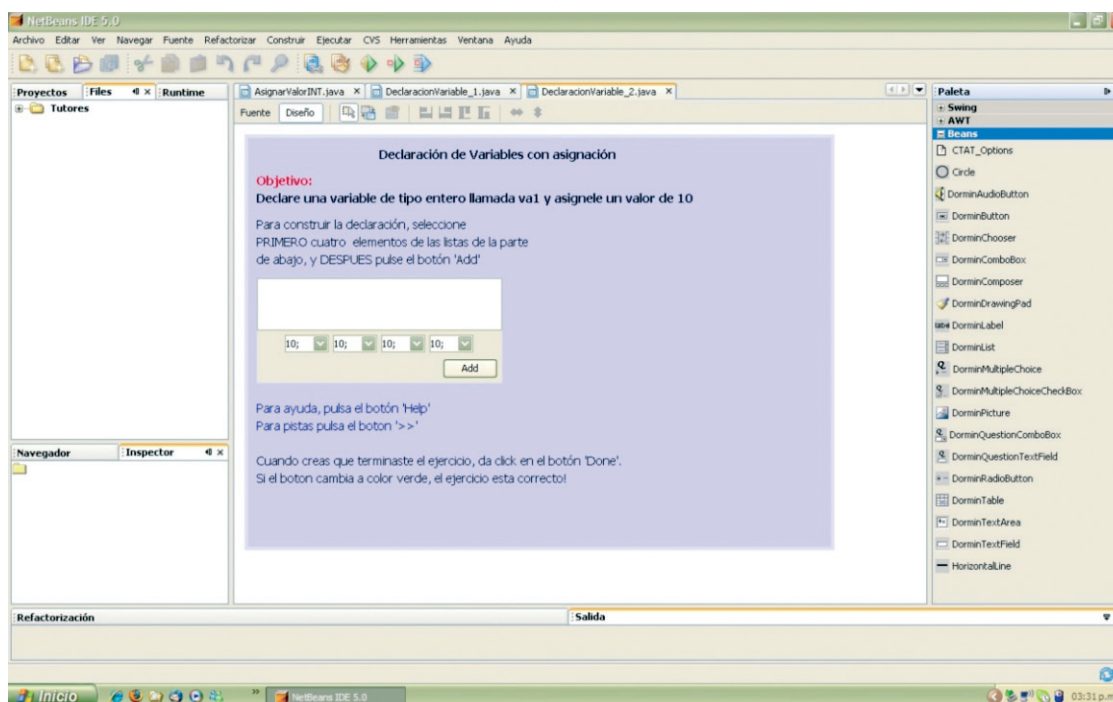 NetBeans IDE 5.0
Archivo Editar Ver Navegar Fuente Refactorizar Construir Ejecutar CVS Herramientas Ventana Ayuda
Proyectos Files Runtime
Tutores
AsignarValorINT.java DeclaracionVariable_1.java DeclaracionVariable_2.java
Fuente Diseño
Declaración de Variables con asignación
Objetivo:
Declare una variable de tipo entero llamada va1 y asignele un valor de 10
Para construir la declaración, seleccione
PRIMERO cuatro elementos de las listas de la parte
de abajo, y DESPUES pulse el botón 'Add'
10; 10; 10; 10;
Add
Para ayuda, pulsa el botón 'Help'
Para pistas pulsa el boton '>>'
Cuando creas que terminaste el ejercicio, da click en el botón 'Done'.
Si el boton cambia a color verde, el ejercicio esta correcto!
Paleta
Swing
AWT
Beans
CTAT_Options
Circle
DorminAudioButton
DorminButton
DorminChooser
DorminComboBox
DorminComposer
DorminDrawingPad
DorminLabel
DorminList
DorminMultipleChoice
DorminMultipleChoiceCheckBox
DorminPicture
DorminQuestionComboBox
DorminQuestionTextField
DorminRadioButton
DorminTable
DorminTextArea
DorminTextField
HorizontalLine
Navegador Inspector
Refactorización
Salida
Inicio
NetBeans IDE 5.0
03:31 p.m